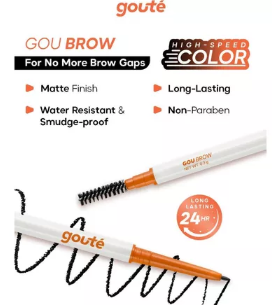 gouté
GOU BROW
For No More Brow Gaps
HIGH-SPEED
COLOR
Matte Finish
Long-Lasting
Water Resistant &
Smudge-proof
Non-Paraben
GOU BROW
LONG
LASTING
24HR
gouté